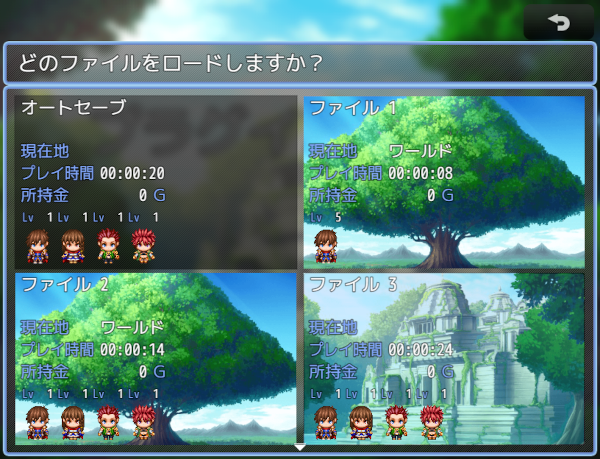 どのファイルをロードしますか？
オートセーブ
現在地
プレイ時間 00:00:20
所持金 0 G
Lv 1 Lv 1 Lv 1 Lv 1
ファイル 1
現在地 ワールド
プレイ時間 00:00:08
所持金 0 G
Lv 5
ファイル 2
現在地 ワールド
プレイ時間 00:00:14
所持金 0 G
Lv 1 Lv 1 Lv 1 Lv 1
ファイル 3
現在地
プレイ時間 00:00:24
所持金 0 G
Lv 1 Lv 1 Lv 1 Lv 1